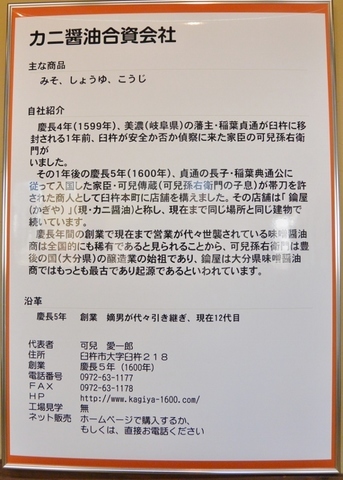 カニ醤油合資会社
主な商品
みそ、しょうゆ、こうじ
自社紹介
慶長4年(1599年)、美濃(岐阜県)の藩主・稲葉貞通が臼杵に移
封される1年前、臼杵が安全か否か偵察に来た家臣の可兒孫右衛
門が
いました。
その1年後の慶長5年(1600年)、貞通の長子・稲葉典通公に
従って入国した家臣・可兒傳蔵(可兒孫右衛門の子息)が帯刀を許
された商人として臼杵本町に店舗を構えました。その店舗は「鑰屋
(かぎや)」(現・カニ醤油)と称し、現在まで同じ場所と同じ建物で
続いています。
慶長年間の創業で現在まで営業が代々世襲されている味噌醤油
商は全国的にも稀有であると見られることから、可兒孫右衛門は豊
後の国(大分県)の醸造業の始祖であり、鑰屋は大分県味噌醤油
商ではもっとも最古であり起源であるといわれています。
沿革
慶長5年 創業 嫡男が代々引き継ぎ、現在12代目
代表者 可兒 愛一郎
住所 臼杵市大字臼杵218
創業 慶長5年(1600年)
電話番号 0972-63-1177
FAX 0972-63-1178
HP http://www.kagiya-1600.com/
工場見学 無
ネット販売 ホームページで購入するか、
もしくは、直接お電話ください